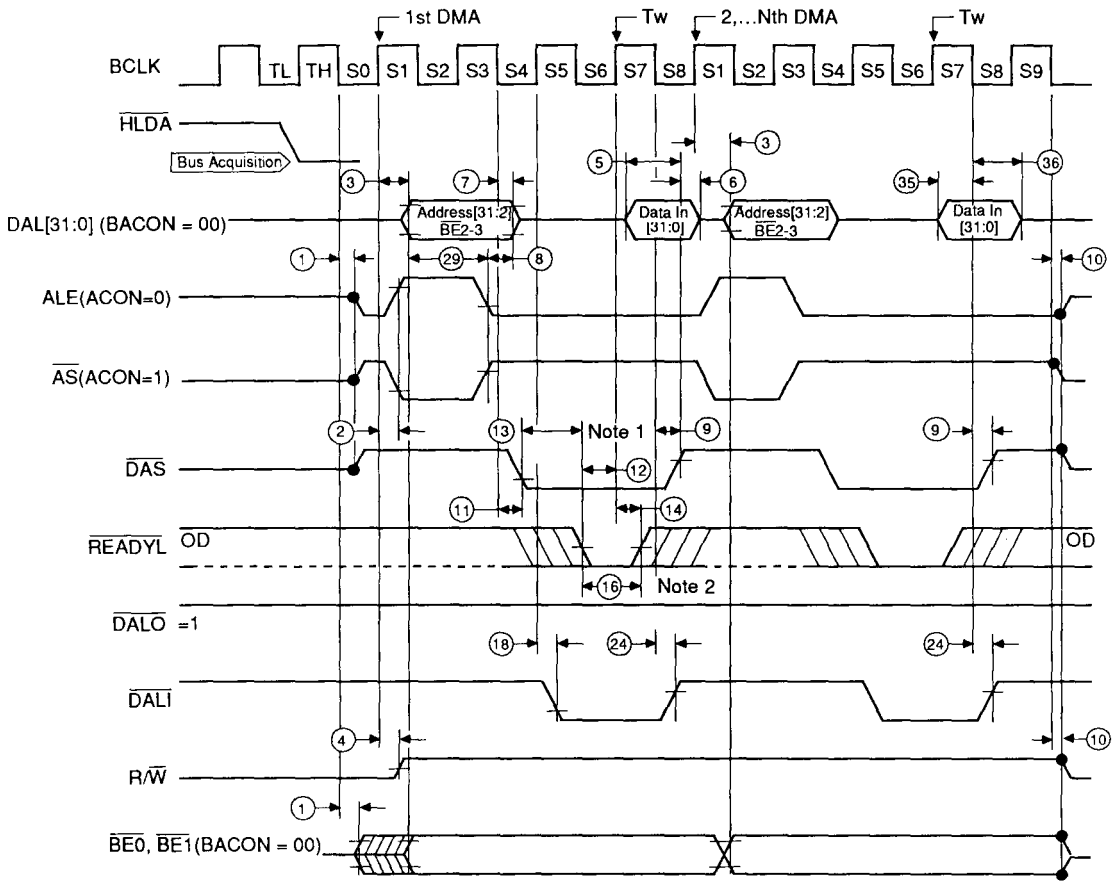 1st DMA
Tw
2,...Nth DMA
Tw
BCLK
TL TH S0 S1 S2 S3 S4 S5 S6 S7 S8 S1 S2 S3 S4 S5 S6 S7 S8 S9
HLDA
Bus Acquisition
3
5
36
3
7
6
35
DAL[31:0] (BACON = 00)
Address[31:2]
BE2-3
Data In
[31:0]
Address[31:2]
BE2-3
Data In
[31:0]
1
29
8
10
ALE(ACON=0)
AS(ACON=1)
2
13
Note 1
9
9
DAS
12
11
14
READYL
OD
OD
16
Note 2
DALO =1
18
24
24
DALI
4
10
R/W
1
BE0, BE1(BACON = 00)